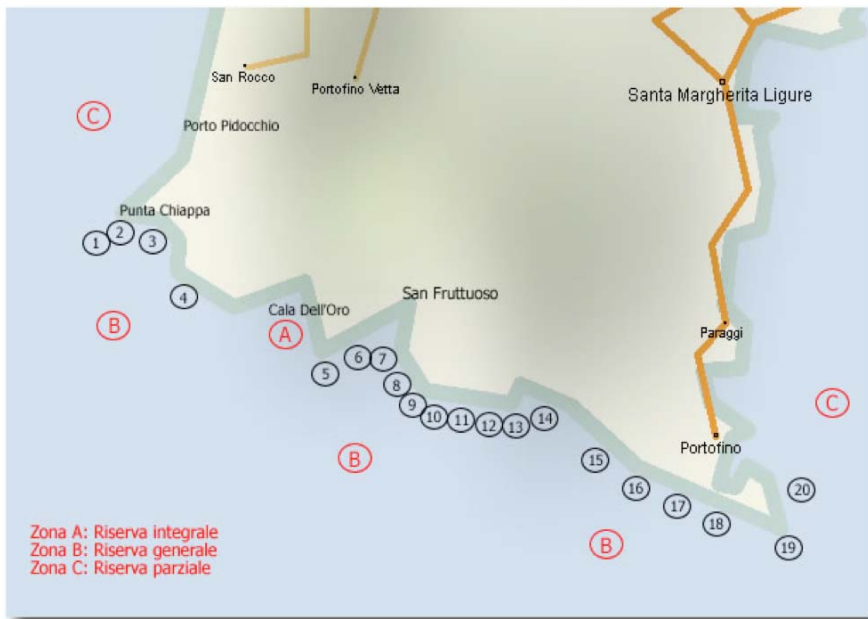 San Rocco
Portofino Vetta
Santa Margherita Ligure
C
Porto Pidocchio
Punta Chiappa
1
2
3
4
B
San Fruttuoso
Cala Dell'Oro
A
Paraggi
5
6
7
8
9
10
11
12
13
14
C
Portofino
B
15
16
17
18
20
19
B
Zona A: Riserva integrale
Zona B: Riserva generale
Zona C: Riserva parziale